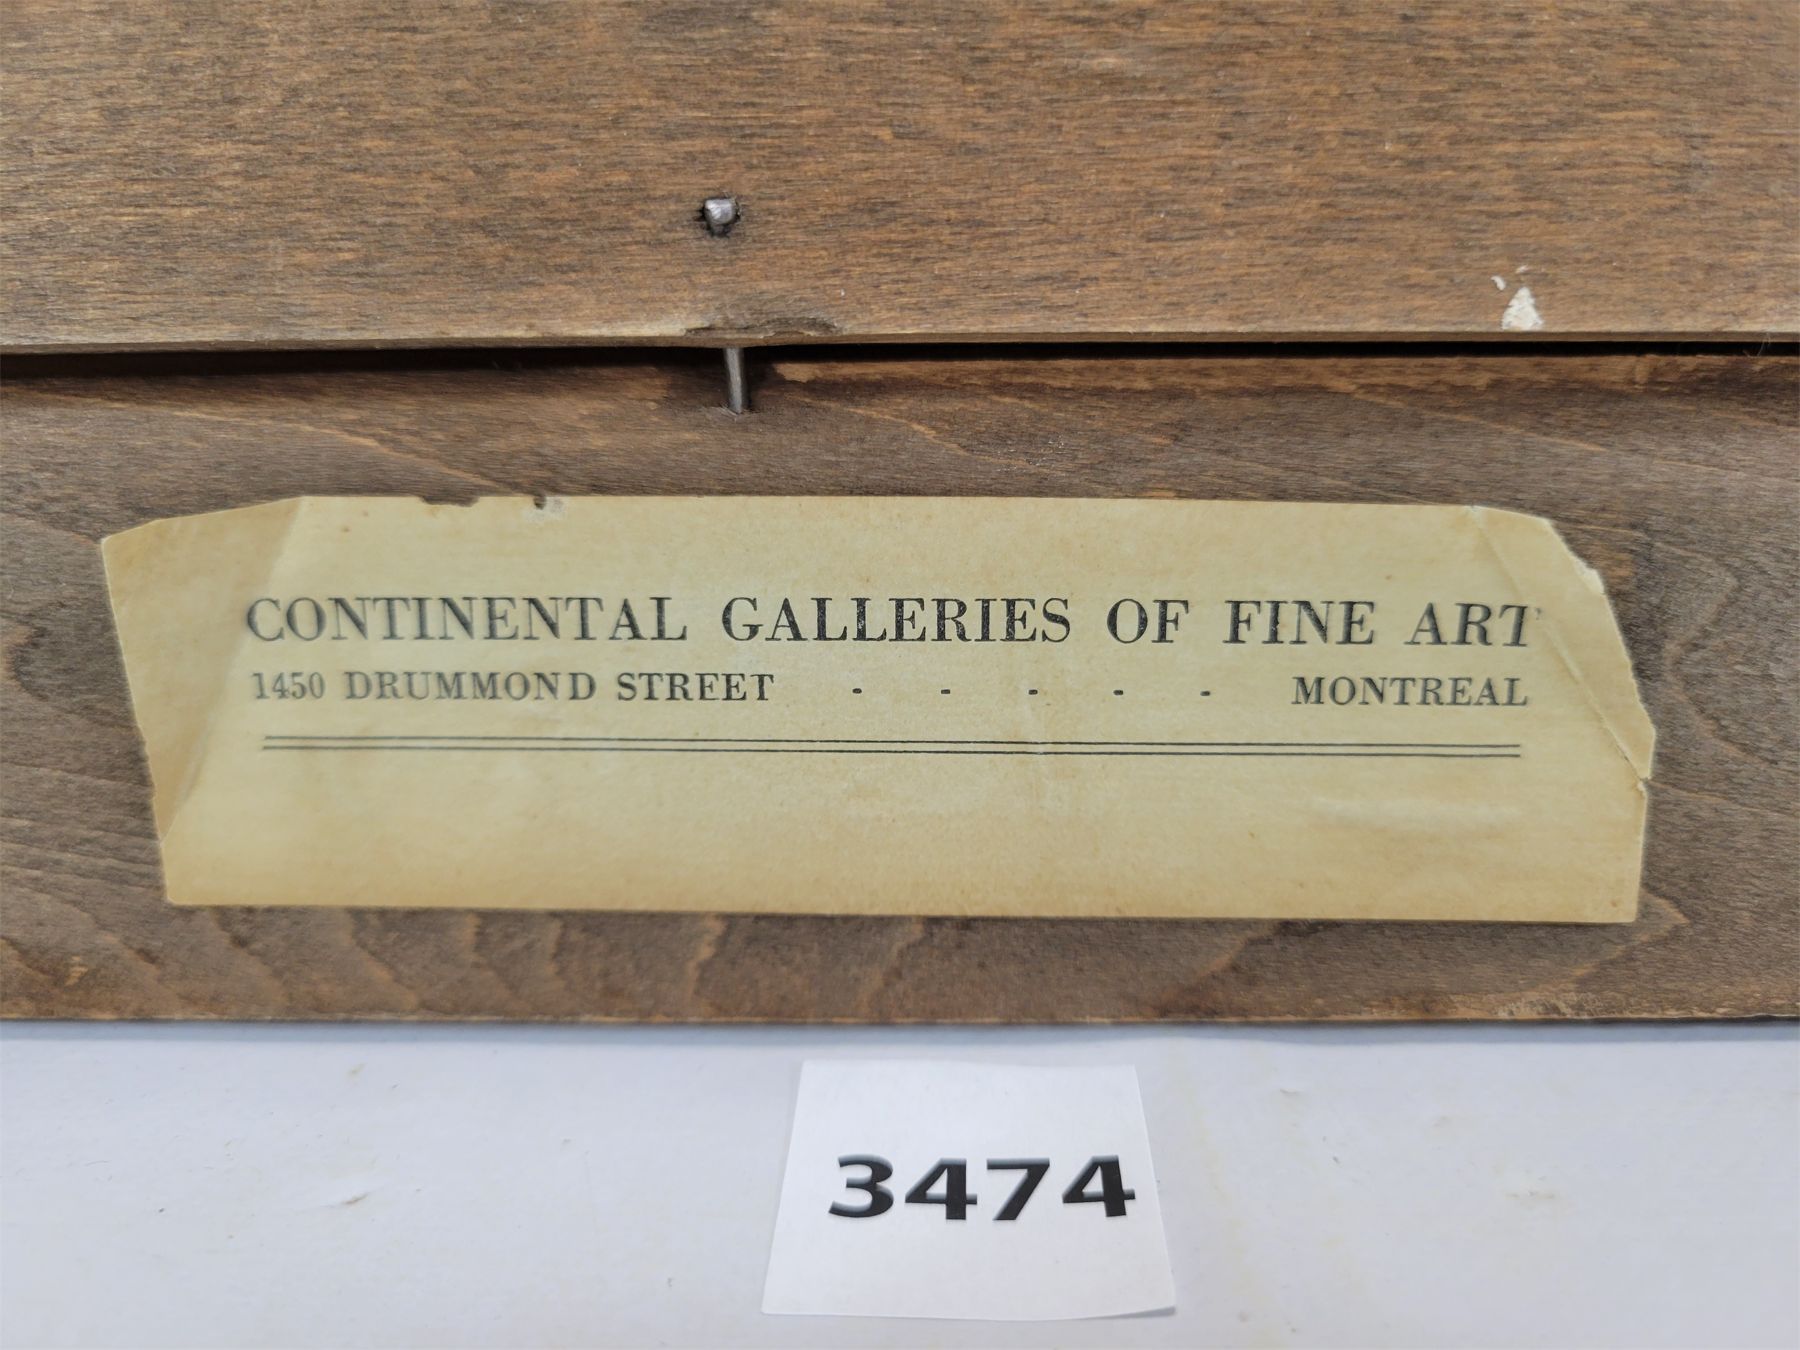 CONTINENTAL GALLERIES OF FINE ART
1450 DRUMMOND STREET - - - - - MONTREAL
3474